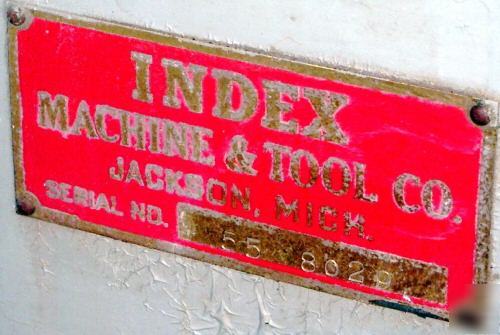 INDEX
MACHINE & TOOL CO.
JACKSON, MICH.
SERIAL NO. 55 8029